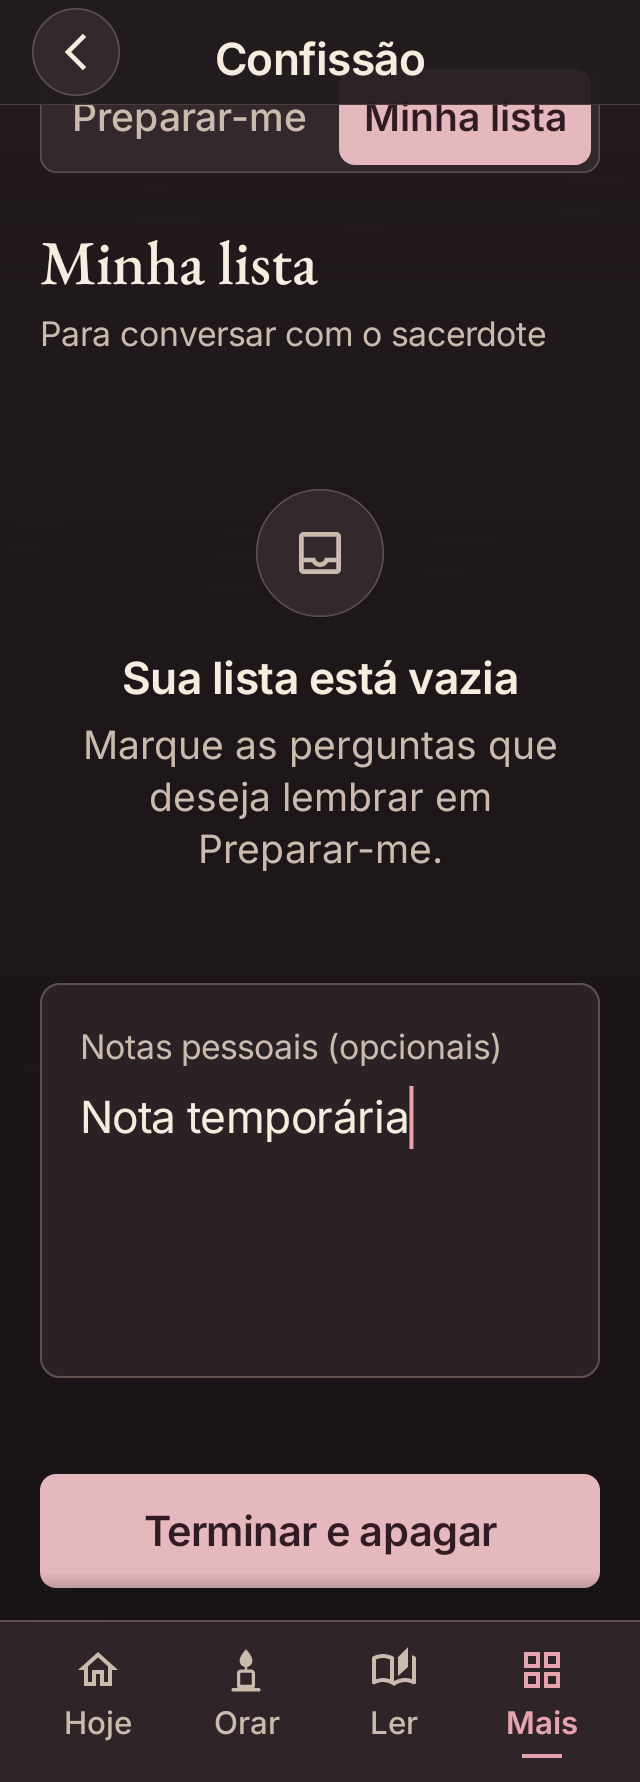 Confissão
Preparar-me
Minha lista
Minha lista
Para conversar com o sacerdote
Sua lista está vazia
Marque as perguntas que
deseja lembrar em
Preparar-me.
Notas pessoais (opcionais)
Nota temporária
Terminar e apagar
Hoje
Orar
Ler
Mais